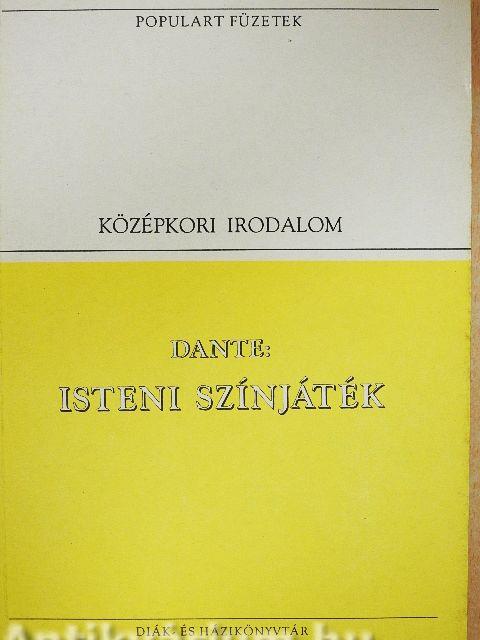 POPULART FÜZETEK
KÖZÉPKORI IRODALOM
DANTE:
ISTENI SZÍNJÁTÉK
DIÁK- ÉS HÁZIKÖNYVTÁR